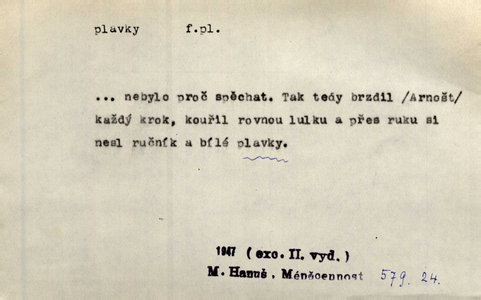 plavky f.pl.
... nebylo proč spěchat. Tak tedy brzdil /Arnošt/
každý krok, kouřil rovnou lulku a přes ruku si
nesl ručník a bílé plavky.
1947 (exc. II. vyd.)
M. Hanuš, Méněcennost 579. 24.